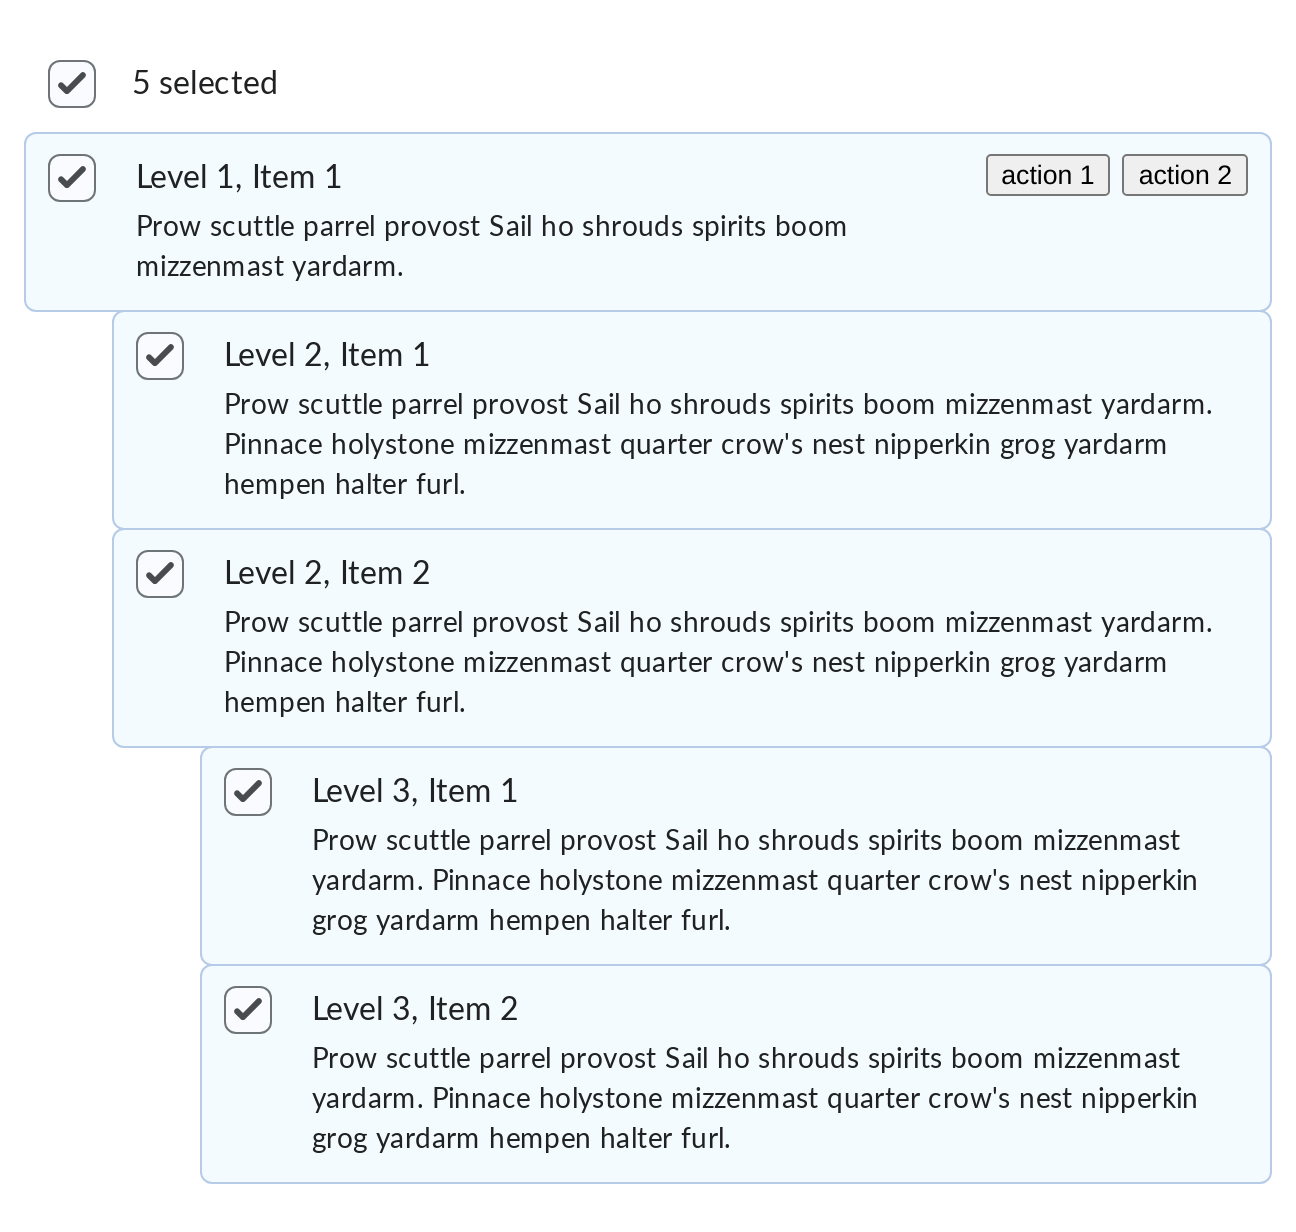 5 selected
Level 1, Item 1
action 1
action 2
Prow scuttle parrel provost Sail ho shrouds spirits boom
mizzenmast yardarm.
Level 2, Item 1
Prow scuttle parrel provost Sail ho shrouds spirits boom mizzenmast yardarm.
Pinnace holystone mizzenmast quarter crow's nest nipperkin grog yardarm
hempen halter furl.
Level 2, Item 2
Prow scuttle parrel provost Sail ho shrouds spirits boom mizzenmast yardarm.
Pinnace holystone mizzenmast quarter crow's nest nipperkin grog yardarm
hempen halter furl.
Level 3, Item 1
Prow scuttle parrel provost Sail ho shrouds spirits boom mizzenmast
yardarm. Pinnace holystone mizzenmast quarter crow's nest nipperkin
grog yardarm hempen halter furl.
Level 3, Item 2
Prow scuttle parrel provost Sail ho shrouds spirits boom mizzenmast
yardarm. Pinnace holystone mizzenmast quarter crow's nest nipperkin
grog yardarm hempen halter furl.